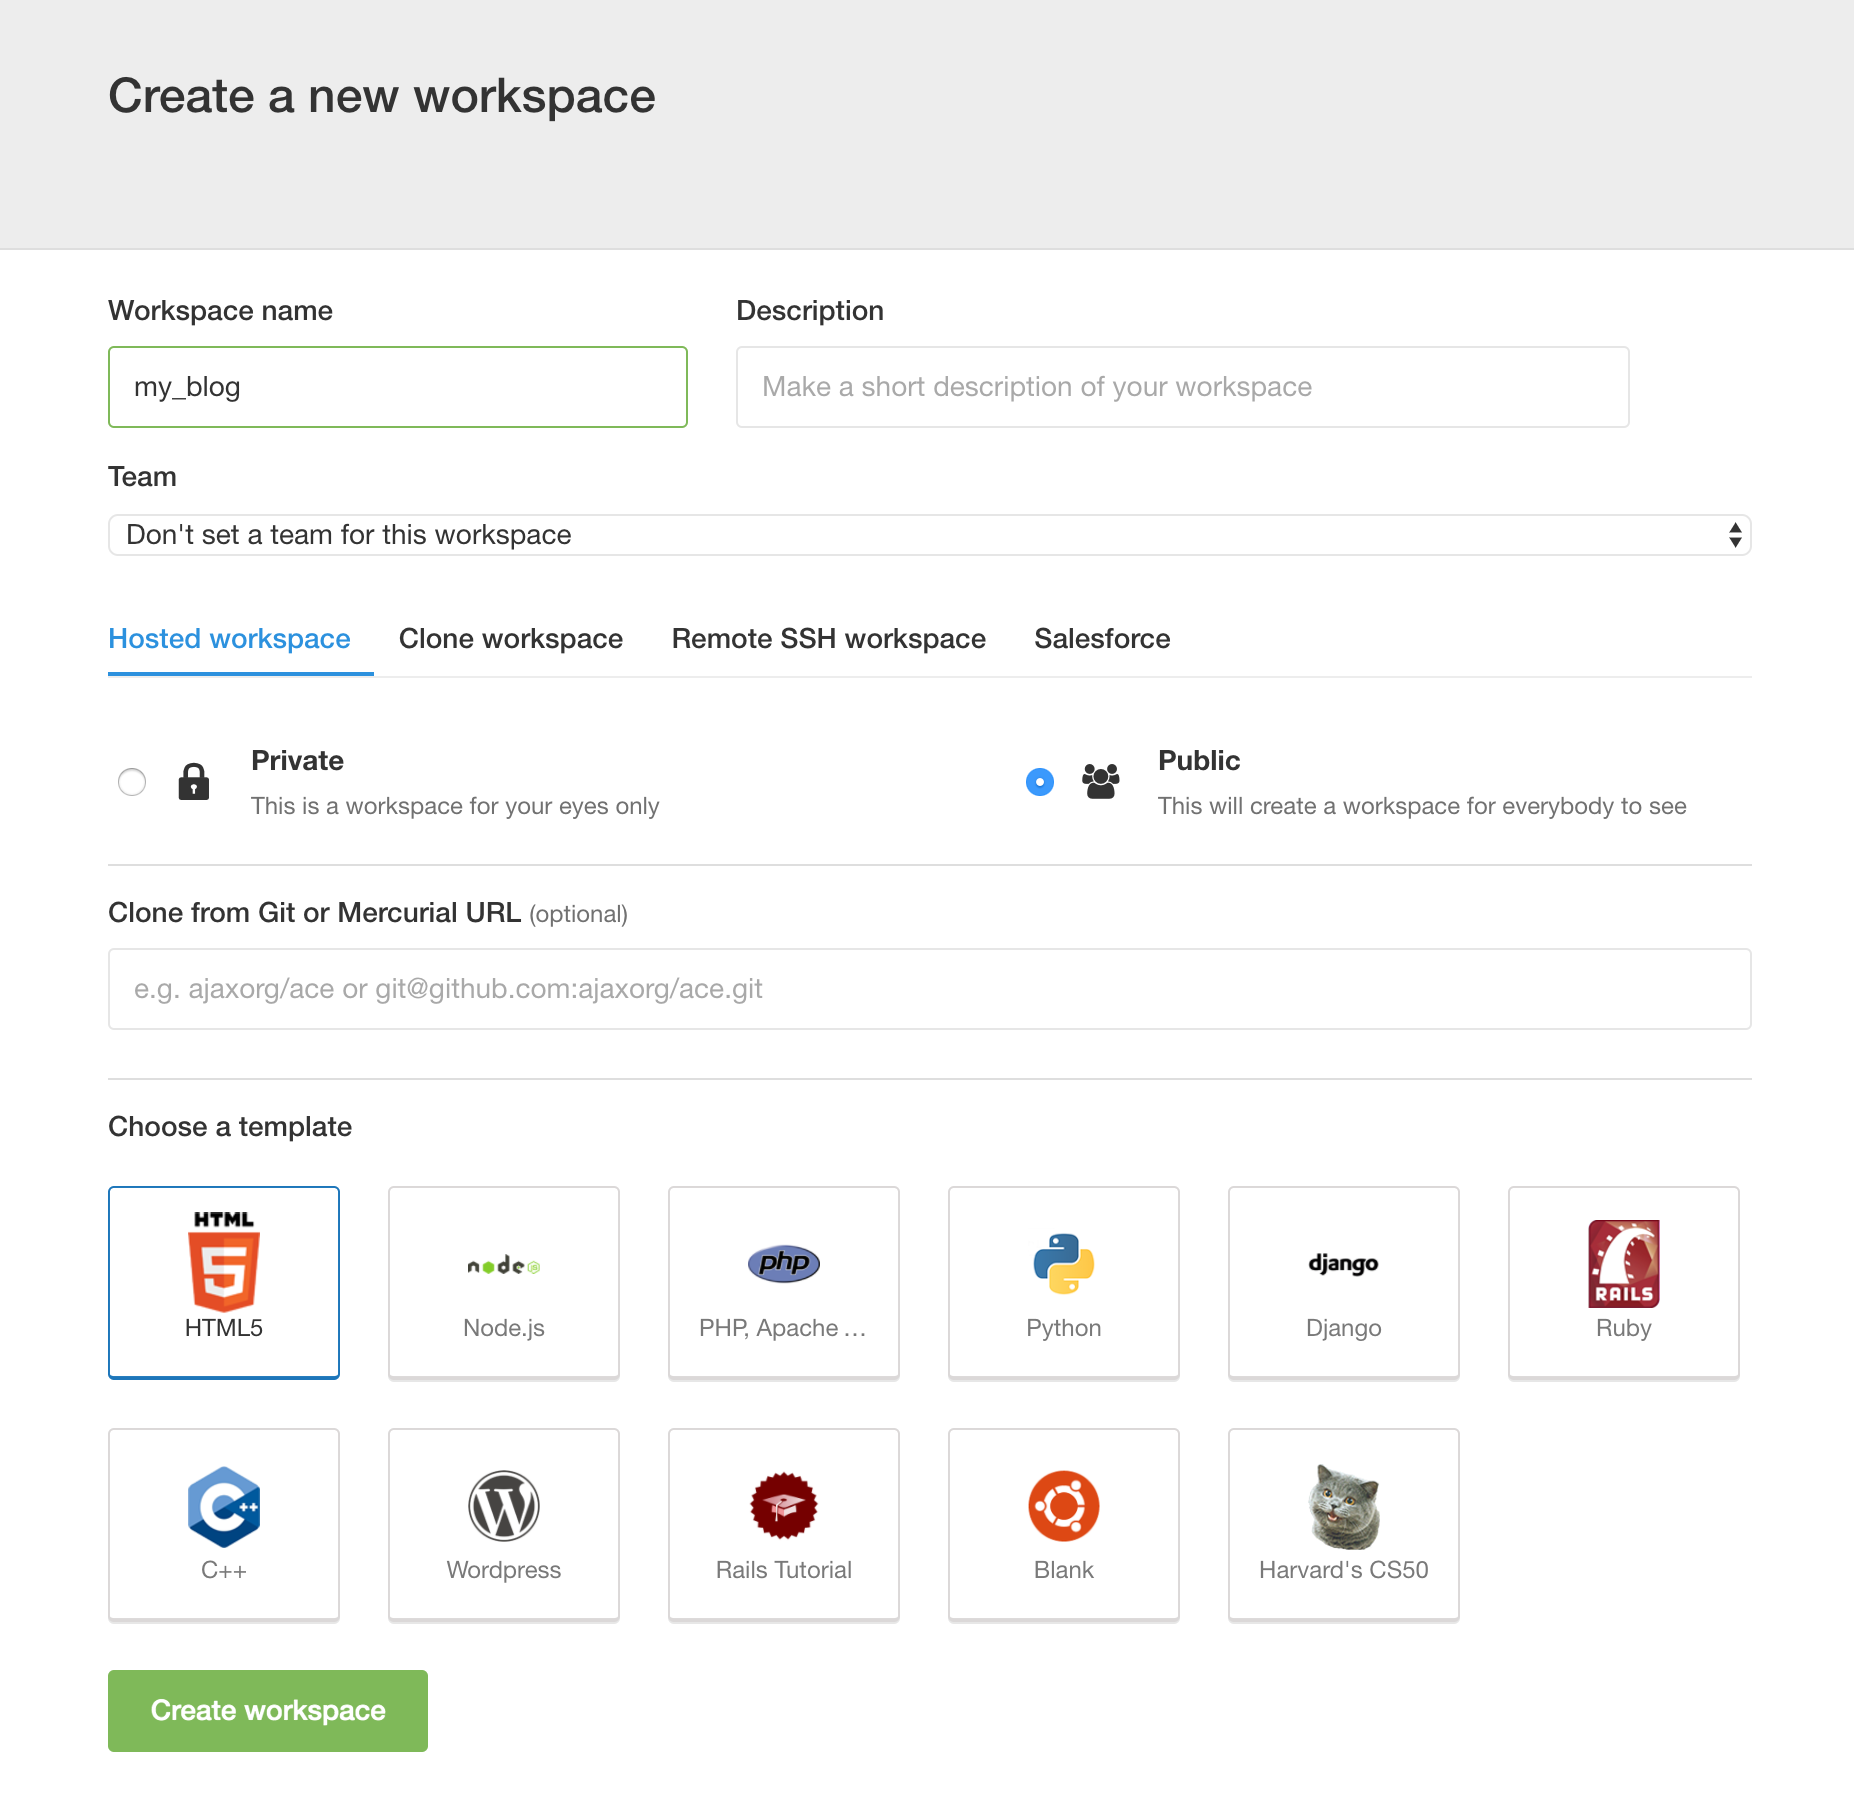 Create a new workspace
Workspace name
Description
my_blog
Make a short description of your workspace
Team
Don't set a team for this workspace
Hosted workspace
Clone workspace
Remote SSH workspace
Salesforce
Private
This is a workspace for your eyes only
Public
This will create a workspace for everybody to see
Clone from Git or Mercurial URL (optional)
e.g. ajaxorg/ace or git@github.com:ajaxorg/ace.git
Choose a template
HTML
5
HTML5
node
JS
Node.js
php
PHP, Apache ...
Python
django
Django
RAILS
Ruby
C++
C++
W
Wordpress
Rails Tutorial
Blank
Harvard's CS50
Create workspace